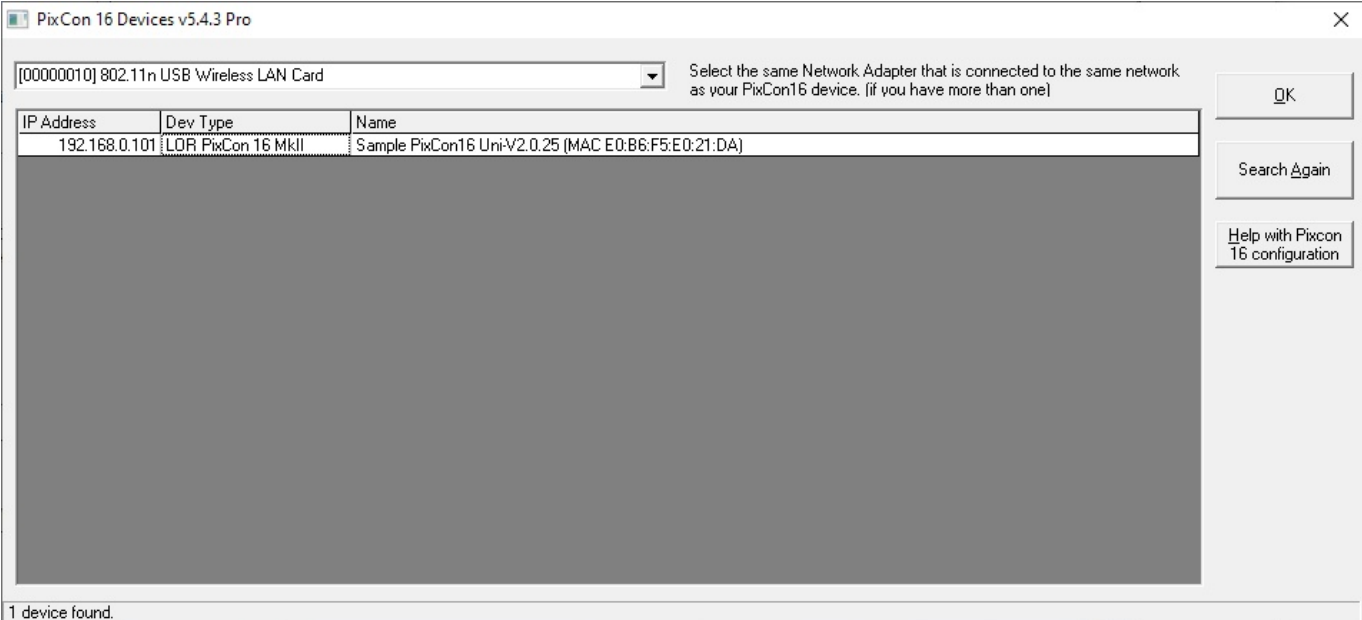 PixCon 16 Devices v5.4.3 Pro
[00000010] 802.11n USB Wireless LAN Card
Select the same Network Adapter that is connected to the same network
as your PixCon16 device. (if you have more than one)
OK
IP Address Dev Type Name
192.168.0.101 LOR PixCon 16 MkII Sample PixCon16 Uni-V2.0.25 (MAC E0:B6:F5:E0:21:DA)
Search Again
Help with Pixcon
16 configuration
1 device found.